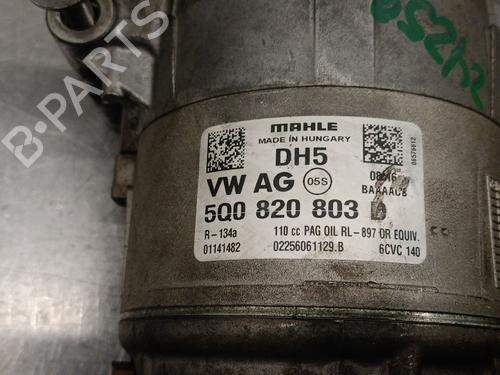 B-PARTS
MAHLE
MADE IN HUNGARY
DH5
VW AG 05S
5Q0 820 803
R-134a 110 cc PAG OIL RL-897 OR EQUIV.
01141482 02256061129.B 6CVC 140
06576612